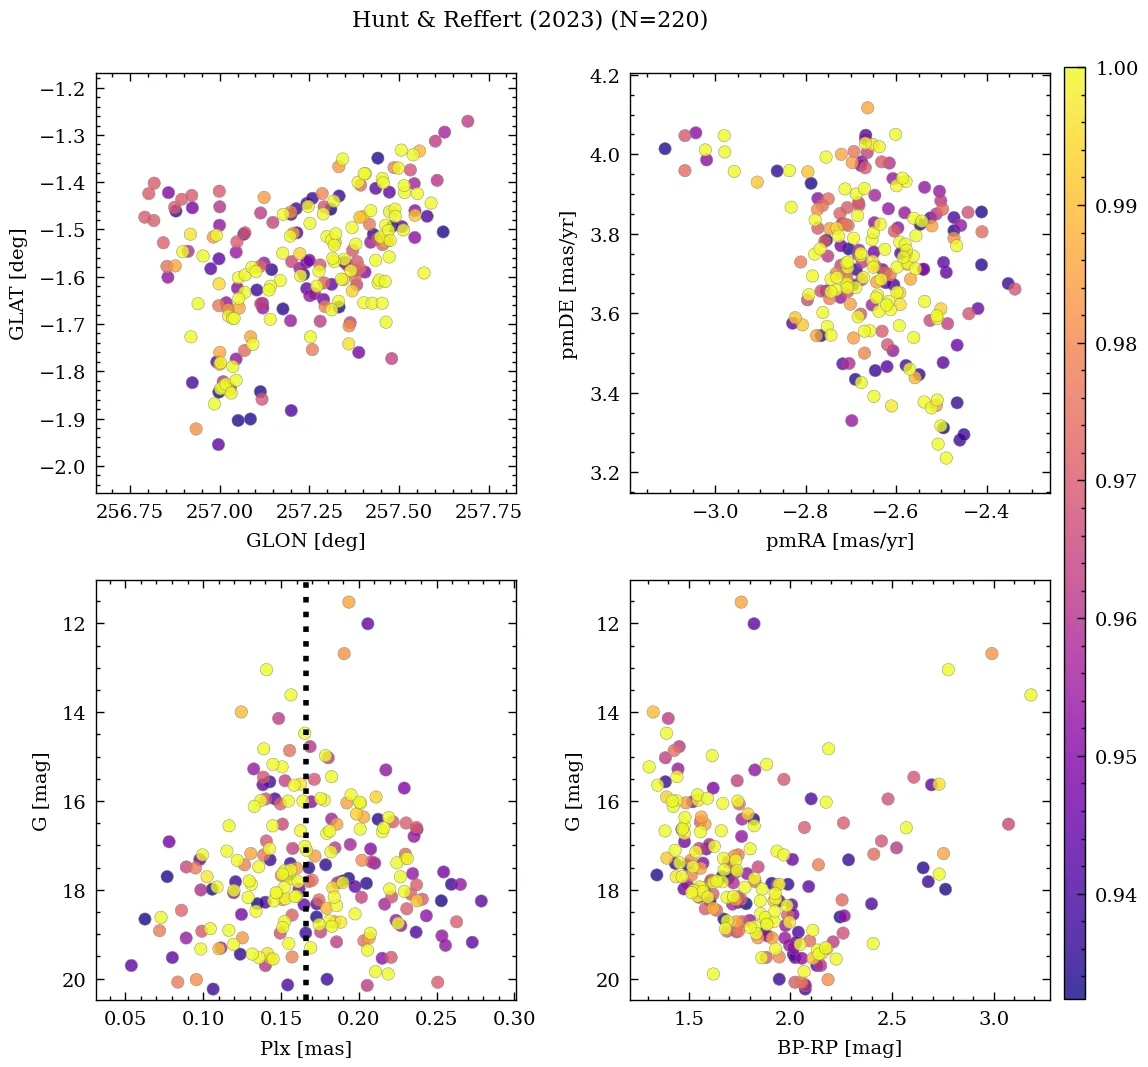 Hunt & Reffert (2023) (N=220)
−1.2
−1.3
−1.4
−1.5
−1.6
−1.7
−1.8
−1.9
−2.0
GLAT [deg]
256.75 257.00 257.25 257.50 257.75
GLON [deg]
4.2
4.0
3.8
3.6
3.4
3.2
pmDE [mas/yr]
−3.0 −2.8 −2.6 −2.4
pmRA [mas/yr]
12
14
16
18
20
G [mag]
0.05 0.10 0.15 0.20 0.25 0.30
Plx [mas]
12
14
16
18
20
G [mag]
1.5 2.0 2.5 3.0
BP-RP [mag]
1.00
0.99
0.98
0.97
0.96
0.95
0.94